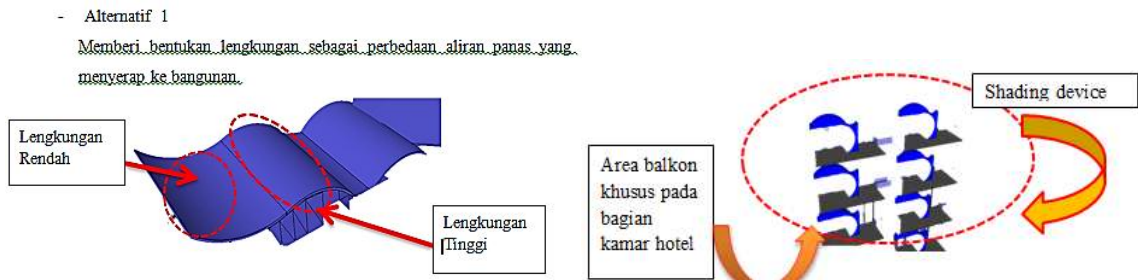 - Alternatif 1
Memberi bentukan lengkungan sebagai perbedaan aliran panas yang
menyerap ke bangunan.
Lengkungan
Rendah
Lengkungan
Tinggi
Shading device
Area balkon
khusus pada
bagian
kamar hotel